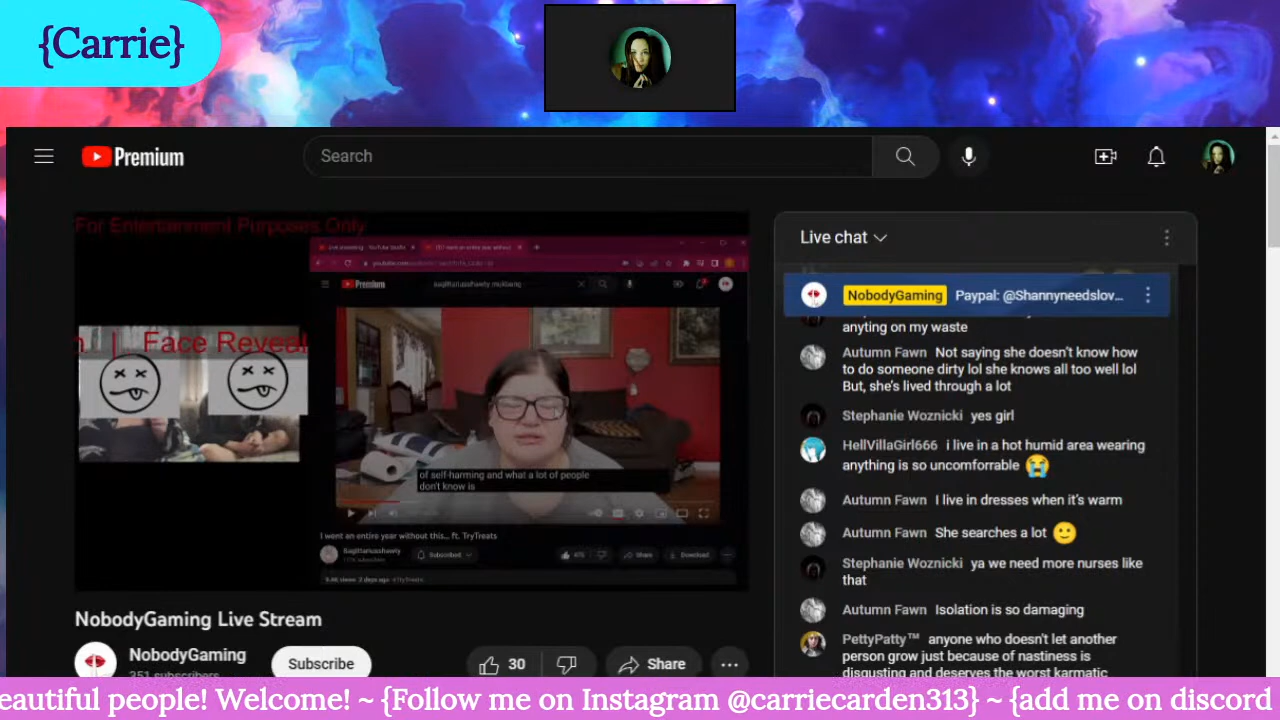 {Carrie}
Premium
Search
For Entertainment Purposes Only
Live chat
Premium
NobodyGaming Paypal: @Shannyneedslov...
anyting on my waste
Face Reveal
Autumn Fawn Not saying she doesn't know how
to do someone dirty lol she knows all too well lol
But, she's lived through a lot
Stephanie Woznicki yes girl
HellVillaGirl666 i live in a hot humid area wearing
anything is so uncomforrable 😭
of self-harming and what a lot of people
don't know is
Autumn Fawn I live in dresses when it's warm
Autumn Fawn She searches a lot 🙂
I went an entire year without this... ft. TryTreats
Subscribed
Share
Download
Stephanie Woznicki ya we need more nurses like
that
Autumn Fawn Isolation is so damaging
NobodyGaming Live Stream
PettyPatty™ anyone who doesn't let another
person grow just because of nastiness is
disgusting and deserves the worst karmatic
NobodyGaming
351 subscribers
Subscribe
30
Share
eautiful people! Welcome! ~ {Follow me on Instagram @carriecarden313} ~ {add me on discord